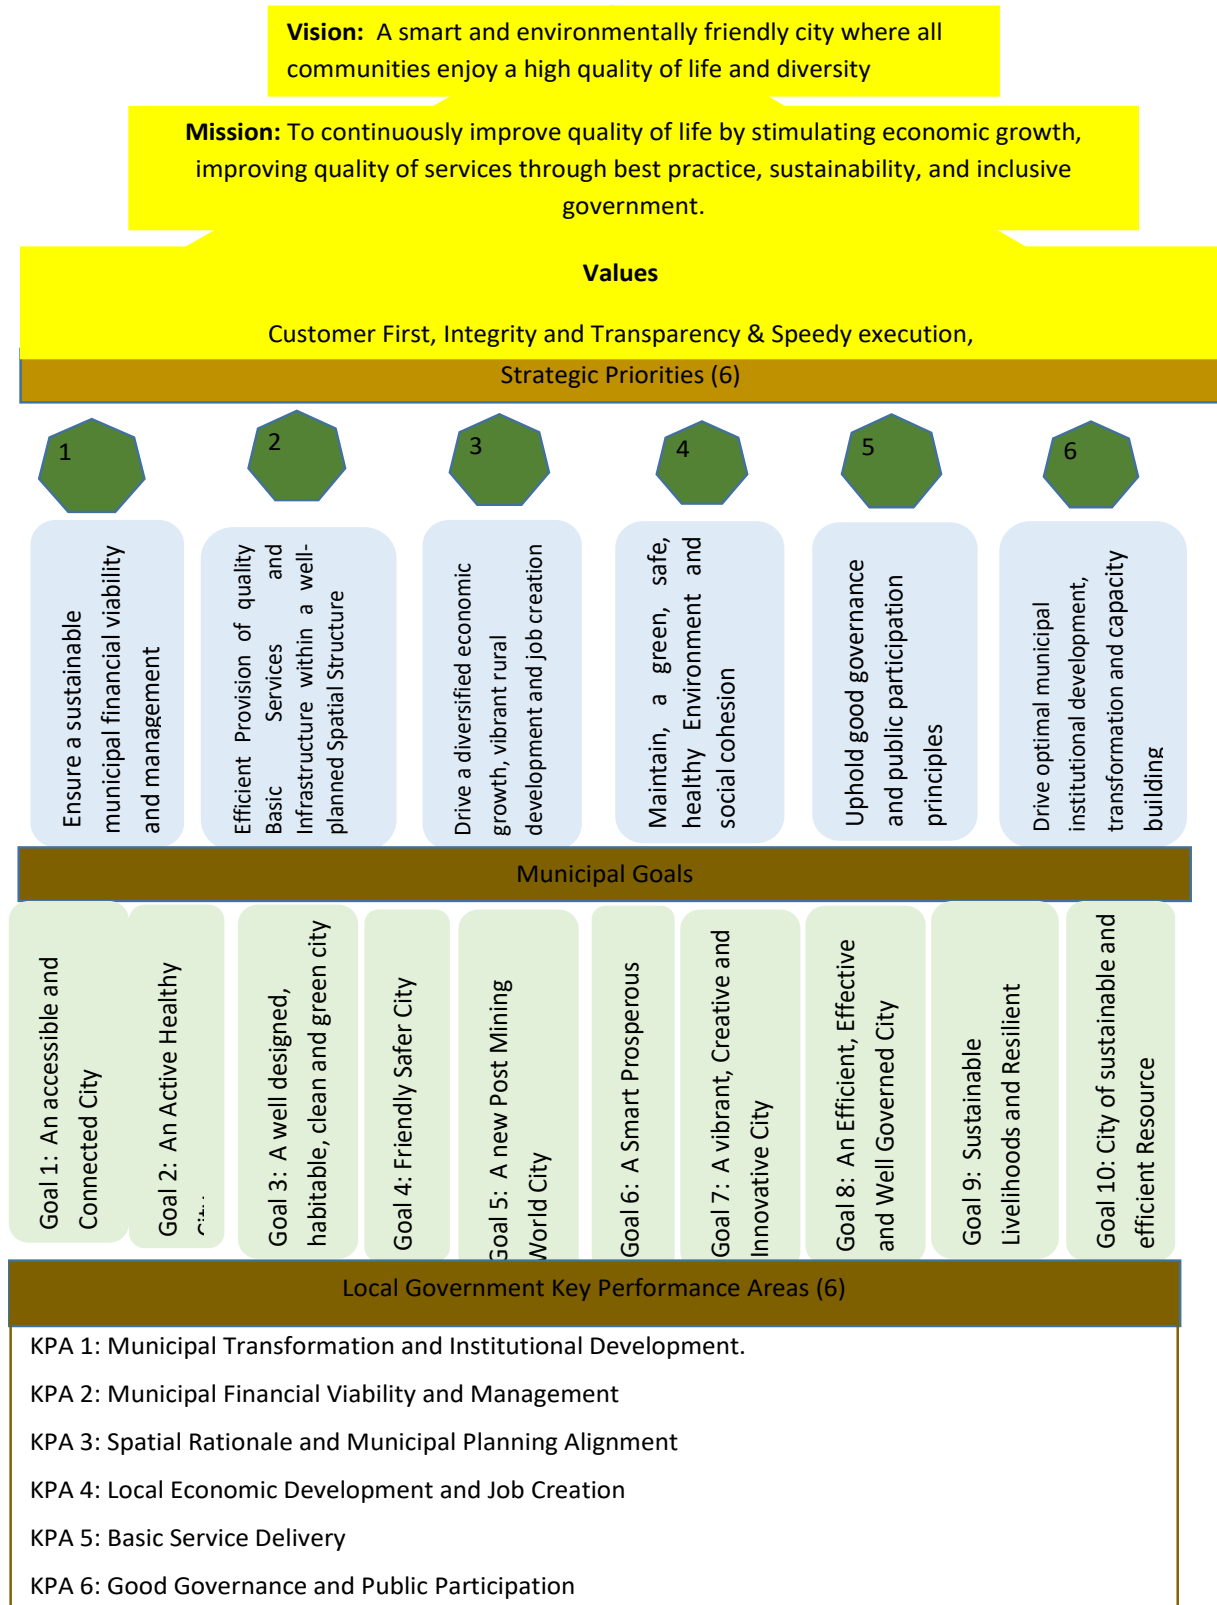 Vision: A smart and environmentally friendly city where all
communities enjoy a high quality of life and diversity
Mission: To continuously improve quality of life by stimulating economic growth,
improving quality of services through best practice, sustainability, and inclusive
government.
Values
Customer First, Integrity and Transparency & Speedy execution,
Strategic Priorities (6)
1
2
3
4
5
6
Ensure a sustainable
municipal financial viability
and management
Efficient Provision of quality
Basic Services and
Infrastructure within a well-
planned Spatial Structure
Drive a diversified economic
growth, vibrant rural
development and job creation
Maintain, a green, safe,
healthy Environment and
social cohesion
Uphold good governance
and public participation
principles
Drive optimal municipal
institutional development,
transformation and capacity
building
Municipal Goals
Goal 1: An accessible and
Connected City
Goal 2: An Active Healthy
Goal 3: A well designed,
habitable, clean and green city
Goal 4: Friendly Safer City
Goal 5: A new Post Mining
World City
Goal 6: A Smart Prosperous
Goal 7: A vibrant, Creative and
Innovative City
Goal 8: An Efficient, Effective
and Well Governed City
Goal 9: Sustainable
Livelihoods and Resilient
Goal 10: City of sustainable and
efficient Resource
Local Government Key Performance Areas (6)
KPA 1: Municipal Transformation and Institutional Development.
KPA 2: Municipal Financial Viability and Management
KPA 3: Spatial Rationale and Municipal Planning Alignment
KPA 4: Local Economic Development and Job Creation
KPA 5: Basic Service Delivery
KPA 6: Good Governance and Public Participation